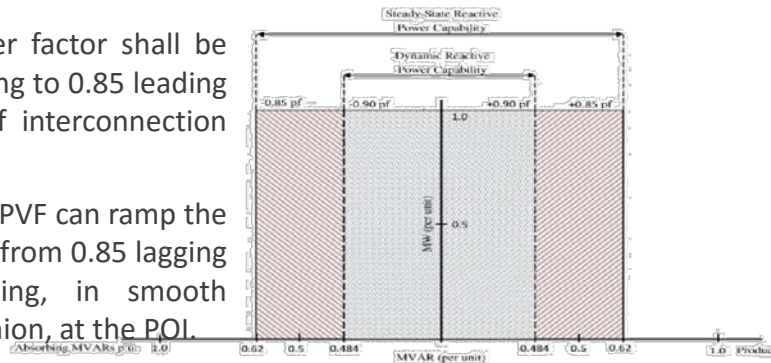 er factor shall be
ng to 0.85 leading
f interconnection
PVF can ramp the
from 0.85 lagging
ing, in smooth
nion, at the POI.
Steady-State Reactive
Power Capability
Dynamic Reactive
Power Capability
-0.85 pf
-0.90 pf
+0.90 pf
+0.85 pf
1.0
MW (per unit)
0.5
Absorbing MVARs p.u.
1.0
0.62
0.5
0.484
MVAR (per unit)
0.484
0.5
0.62
1.0
Produ